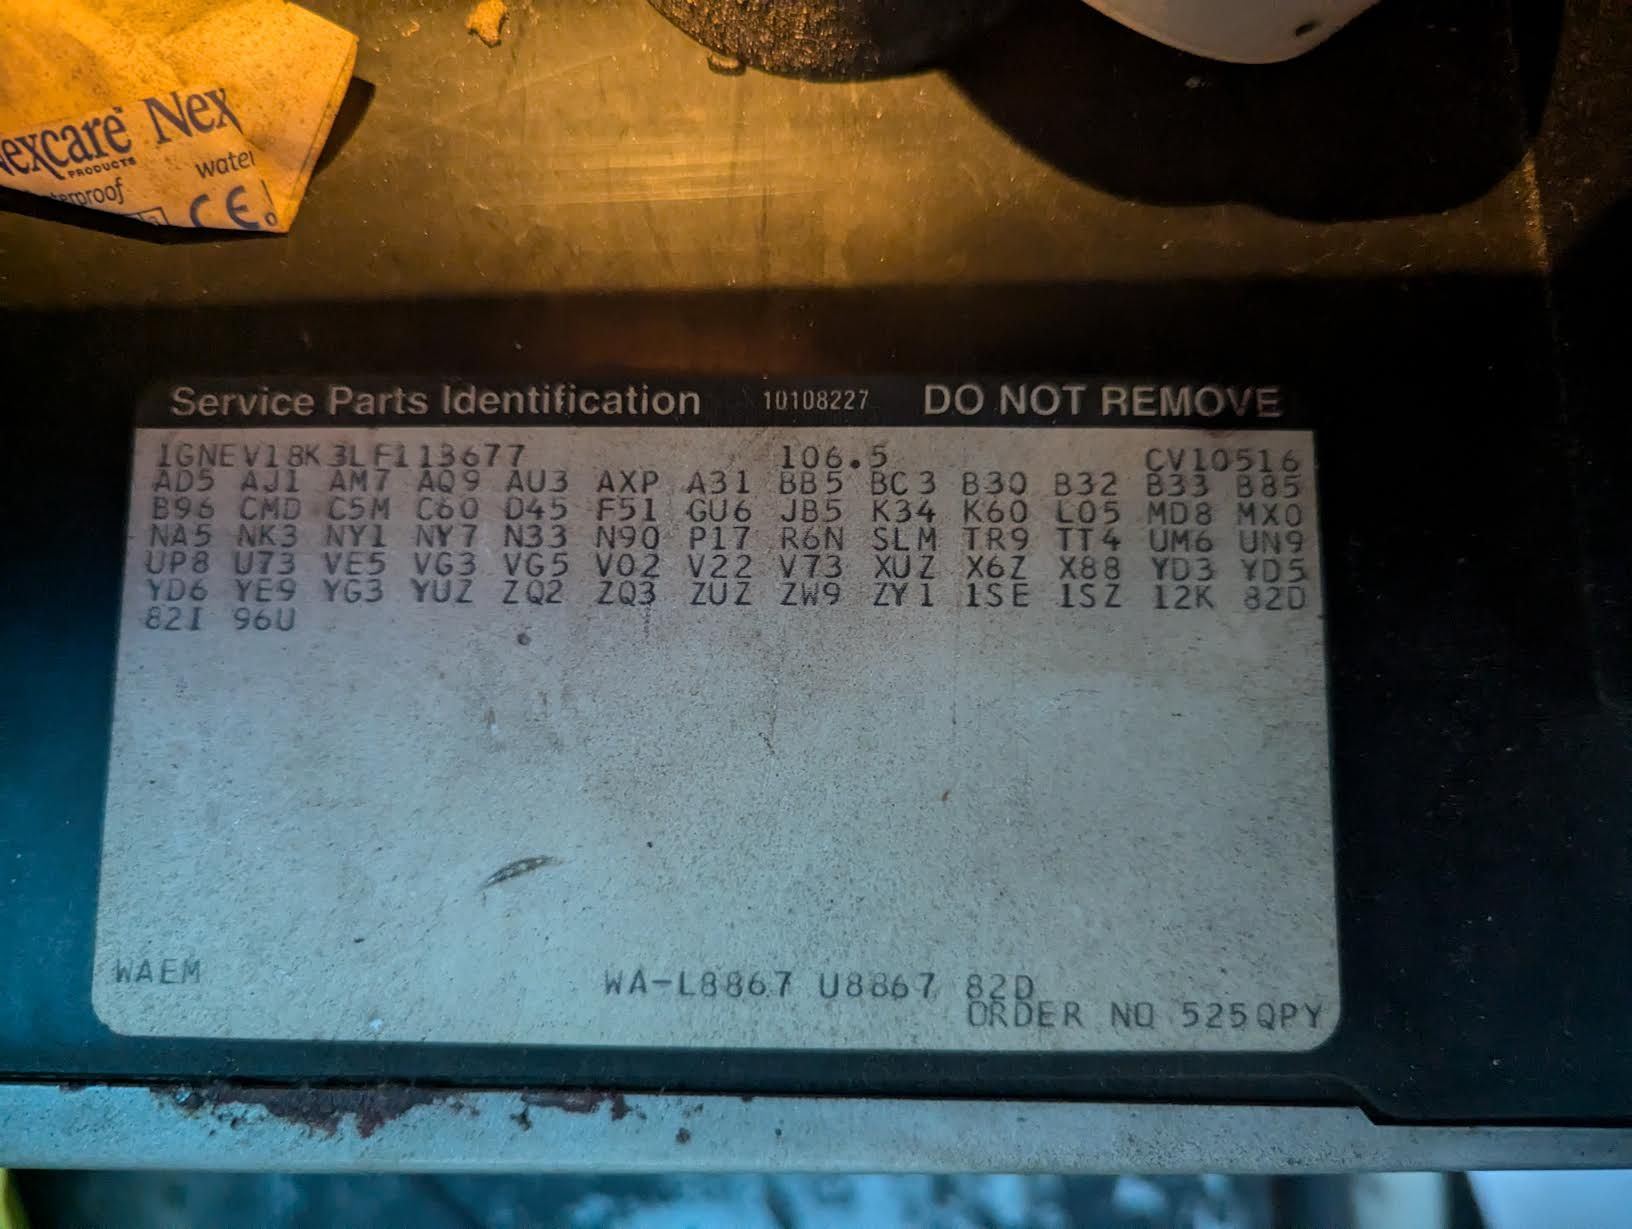 Nexcare Nex
PRODUCTS
water
terproof
CE
Service Parts Identification 10108227 DO NOT REMOVE
1GNEV18K3LF113677 106.5 CV10516
AD5 AJ1 AM7 AQ9 AU3 AXP A31 BB5 BC3 B30 B32 B33 B85
B96 CMD C5M C60 D45 F51 GU6 JB5 K34 K60 L05 MD8 MX0
NA5 NK3 NY1 NY7 N33 N90 P17 R6N SLM TR9 TT4 UM6 UN9
UP8 U73 VE5 VG3 VG5 V02 V22 V73 XUZ X6Z X88 YD3 YD5
YD6 YE9 YG3 YUZ ZQ2 ZQ3 ZUZ ZW9 ZY1 1SE 1SZ 12K 82D
82I 96U
WAEM WA-L8867 U8867 82D
ORDER NO 525QPY